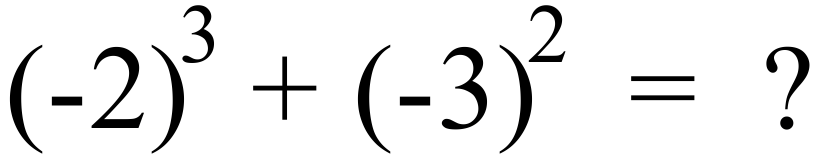 (-2)³ + (-3)² = ?